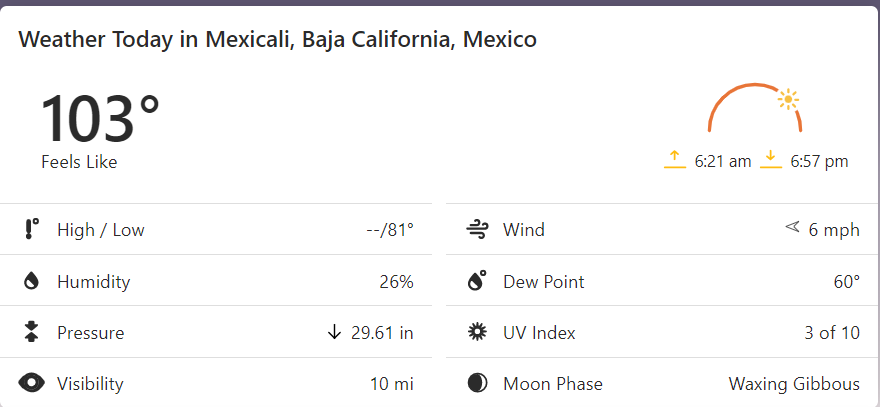 Weather Today in Mexicali, Baja California, Mexico
103°
Feels Like
6:21 am 6:57 pm
High / Low --/81°
Wind 6 mph
Humidity 26%
Dew Point 60°
Pressure 29.61 in
UV Index 3 of 10
Visibility 10 mi
Moon Phase Waxing Gibbous